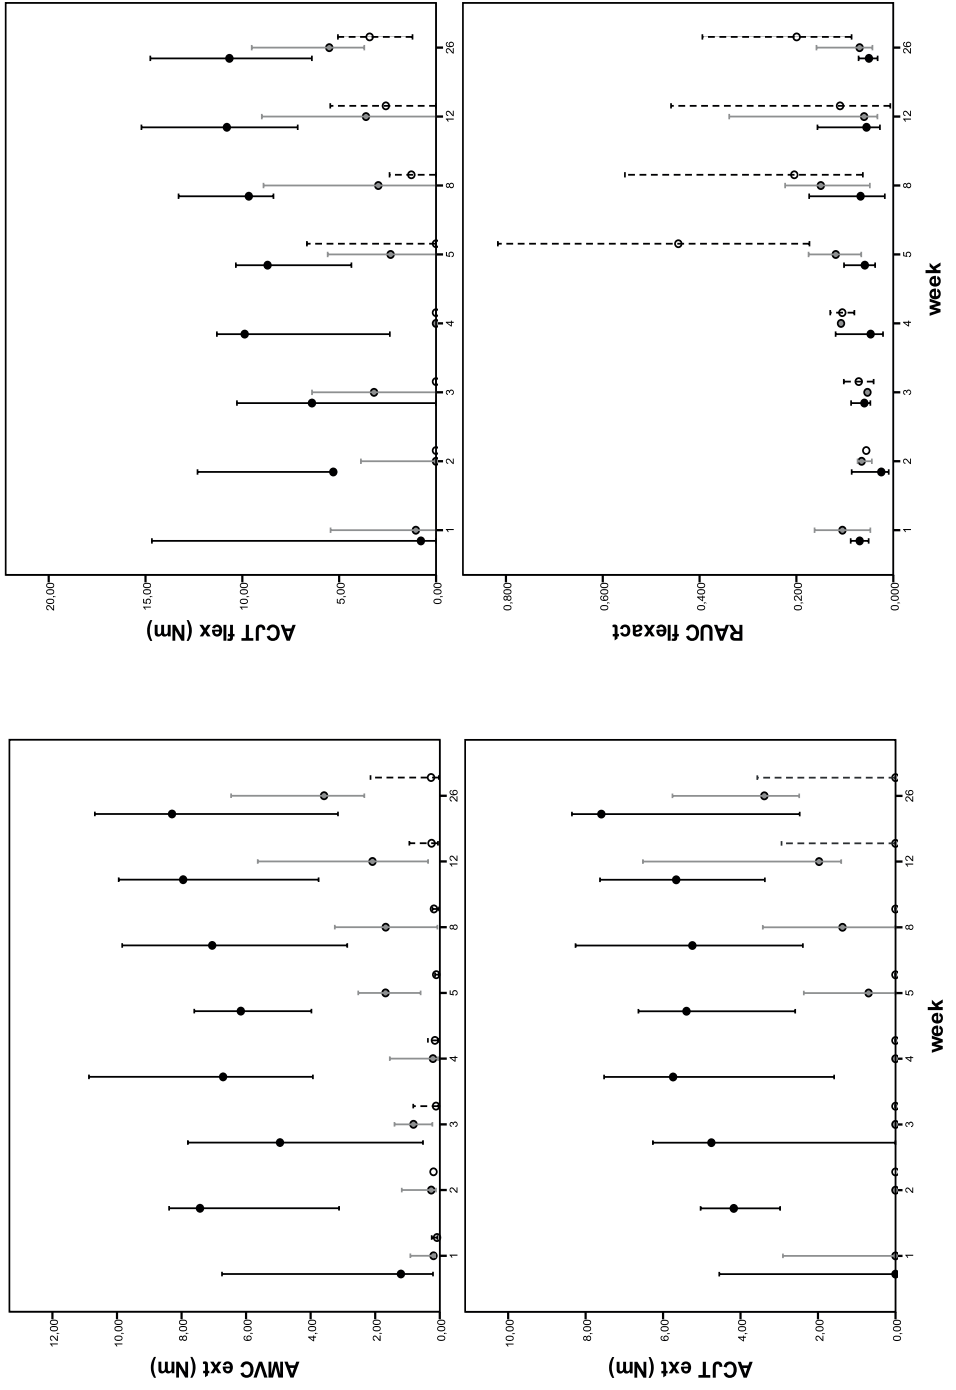 AMVC ext (Nm)
12,00
10,00
8,00
6,00
4,00
2,00
0,00
1 2 3 4 5 8 12 26
ACJT flex (Nm)
20,00
15,00
10,00
5,00
0,00
1 2 3 4 5 8 12 26
ACJT ext (Nm)
10,00
8,00
6,00
4,00
2,00
0,00
1 2 3 4 5 8 12 26
week
RAUC flexact
0,800
0,600
0,400
0,200
0,000
1 2 3 4 5 8 12 26
week